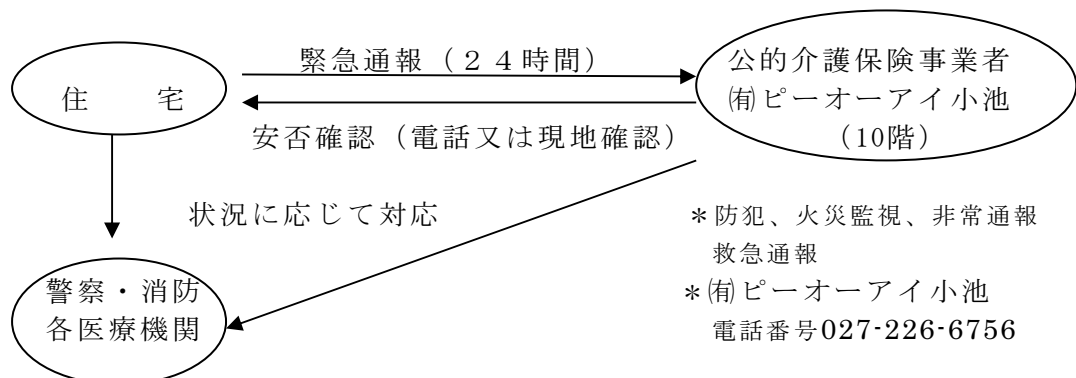 緊急通報（２４時間）
公的介護保険事業者
㈲ピーオーアイ小池
（10階）
住　　宅
安否確認（電話又は現地確認）
状況に応じて対応
＊防犯、火災監視、非常通報
救急通報
＊㈲ピーオーアイ小池
電話番号027-226-6756
警察・消防
各医療機関